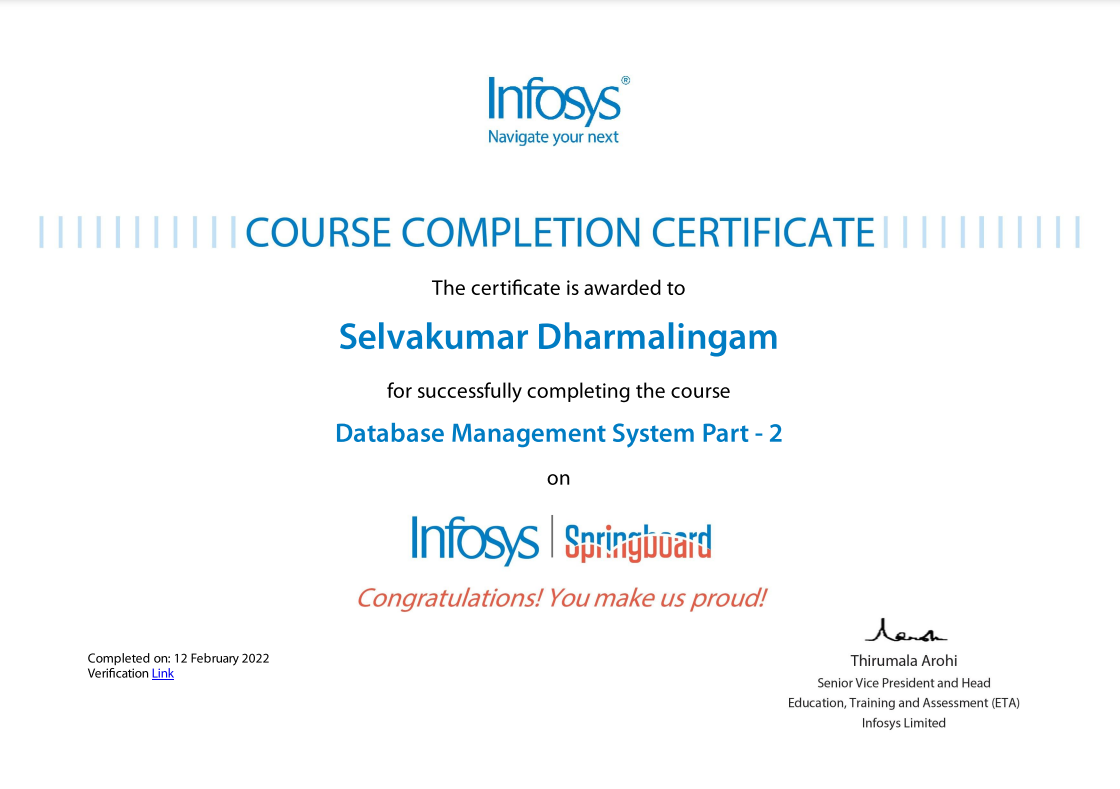 Infosys®
Navigate your next
COURSE COMPLETION CERTIFICATE
The certificate is awarded to
Selvakumar Dharmalingam
for successfully completing the course
Database Management System Part - 2
on
Infosys | Springboard
Congratulations! You make us proud!
Completed on: 12 February 2022
Verification Link
Thirumala Arohi
Senior Vice President and Head
Education, Training and Assessment (ETA)
Infosys Limited